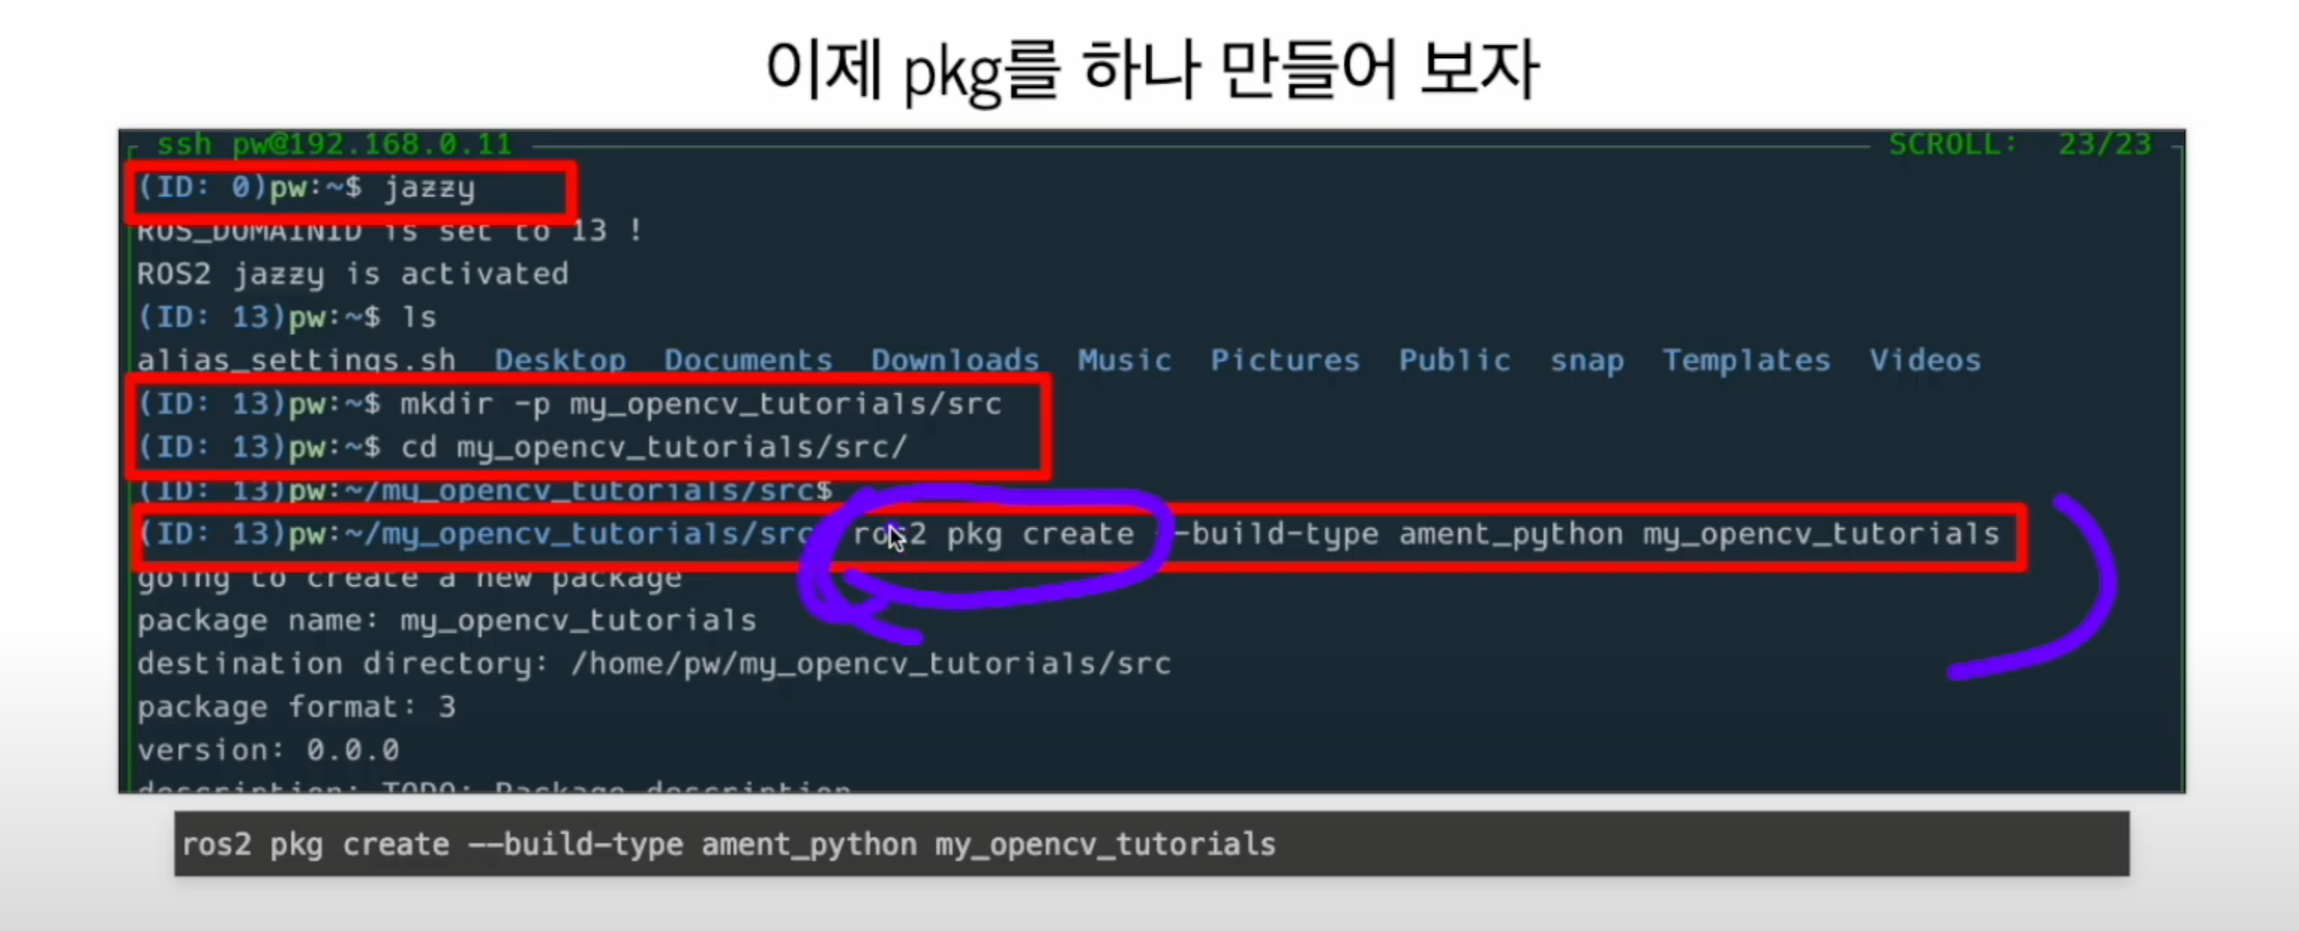 이제 pkg를 하나 만들어 보자
ssh pw@192.168.0.11 SCROLL: 23/23
(ID: 0)pw:~$ jazzy
ROS_DOMAINID is set to 13 !
ROS2 jazzy is activated
(ID: 13)pw:~$ ls
alias_settings.sh Desktop Documents Downloads Music Pictures Public snap Templates Videos
(ID: 13)pw:~$ mkdir -p my_opencv_tutorials/src
(ID: 13)pw:~$ cd my_opencv_tutorials/src/
(ID: 13)pw:~/my_opencv_tutorials/src$
(ID: 13)pw:~/my_opencv_tutorials/src ros2 pkg create --build-type ament_python my_opencv_tutorials
going to create a new package
package name: my_opencv_tutorials
destination directory: /home/pw/my_opencv_tutorials/src
package format: 3
version: 0.0.0
description: TODO: Package description
ros2 pkg create --build-type ament_python my_opencv_tutorials